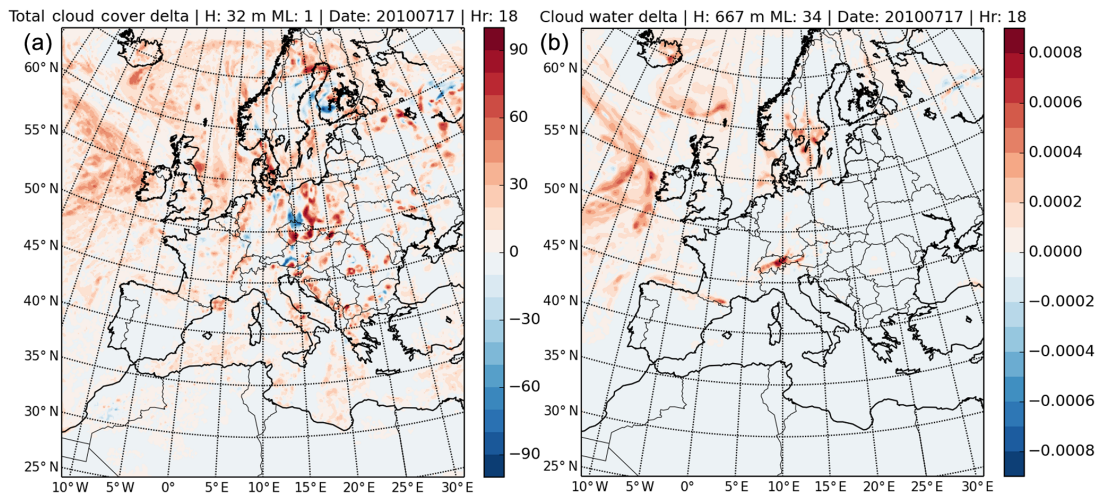 Total cloud cover delta | H: 32 m ML: 1 | Date: 20100717 | Hr: 18
(a)
60° N
55° N
50° N
45° N
40° N
35° N
30° N
25° N
10° W 5° W 0° 5° E 10° E 15° E 20° E 25° E 30° E
90
60
30
0
−30
−60
−90
Cloud water delta | H: 667 m ML: 34 | Date: 20100717 | Hr: 18
(b)
60° N
55° N
50° N
45° N
40° N
35° N
30° N
25° N
10° W 5° W 0° 5° E 10° E 15° E 20° E 25° E 30° E
0.0008
0.0006
0.0004
0.0002
0.0000
−0.0002
−0.0004
−0.0006
−0.0008